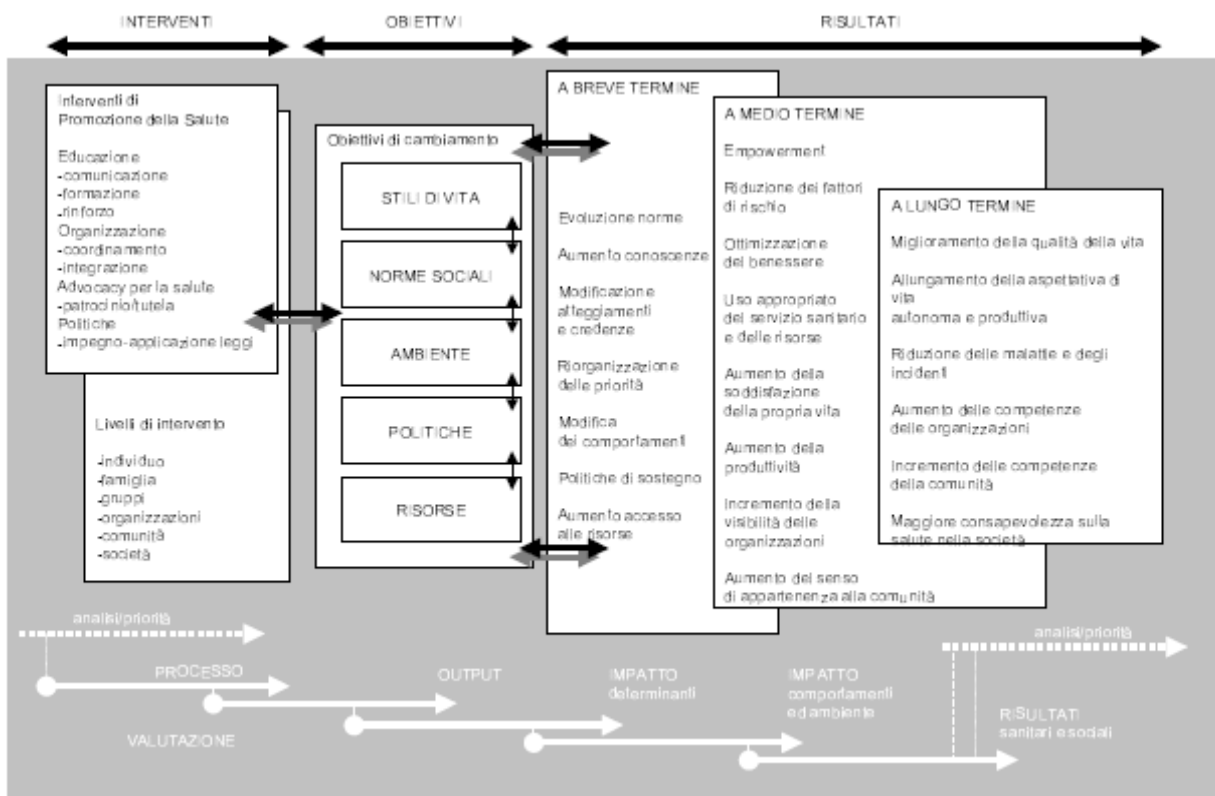 INTERVENTI
OBIETTIVI
RISULTATI
Interventi di
Promozione della Salute
Educazione
-comunicazione
-formazione
-rinforzo
Organizzazione
-coordinamento
-integrazione
Advocacy per la salute
-patrocinio/tutela
Politiche
-impegno-applicazione leggi
Livelli di intervento
-individuo
-famiglia
-gruppi
-organizzazioni
-comunità
-società
Obiettivi di cambiamento
STILI DI VITA
NORME SOCIALI
AMBIENTE
POLITICHE
RISORSE
A BREVE TERMINE
Evoluzione norme
Aumento conoscenze
Modificazione
atteggiamenti
e credenze
Riorganizzazione
delle priorità
Modifica
dei comportamenti
Politiche di sostegno
Aumento accesso
alle risorse
A MEDIO TERMINE
Empowerment
Riduzione dei fattori
di rischio
Ottimizzazione
del benessere
Uso appropriato
del servizio sanitario
e delle risorse
Aumento della
soddisfazione
della propria vita
Aumento della
produttività
Incremento della
visibilità delle
organizzazioni
Aumento del senso
di appartenenza alla comunità
A LUNGO TERMINE
Miglioramento della qualità della vita
Allungamento della aspettativa di
vita
autonoma e produttiva
Riduzione delle malattie e degli
incidenti
Aumento delle competenze
delle organizzazioni
Incremento delle competenze
della comunità
Maggiore consapevolezza sulla
salute nella società
analisi/priorità
PROCESSO
VALUTAZIONE
OUTPUT
IMPATTO
determinanti
IMPATTO
comportamenti
ed ambiente
analisi/priorità
RISULTATI
sanitari e sociali